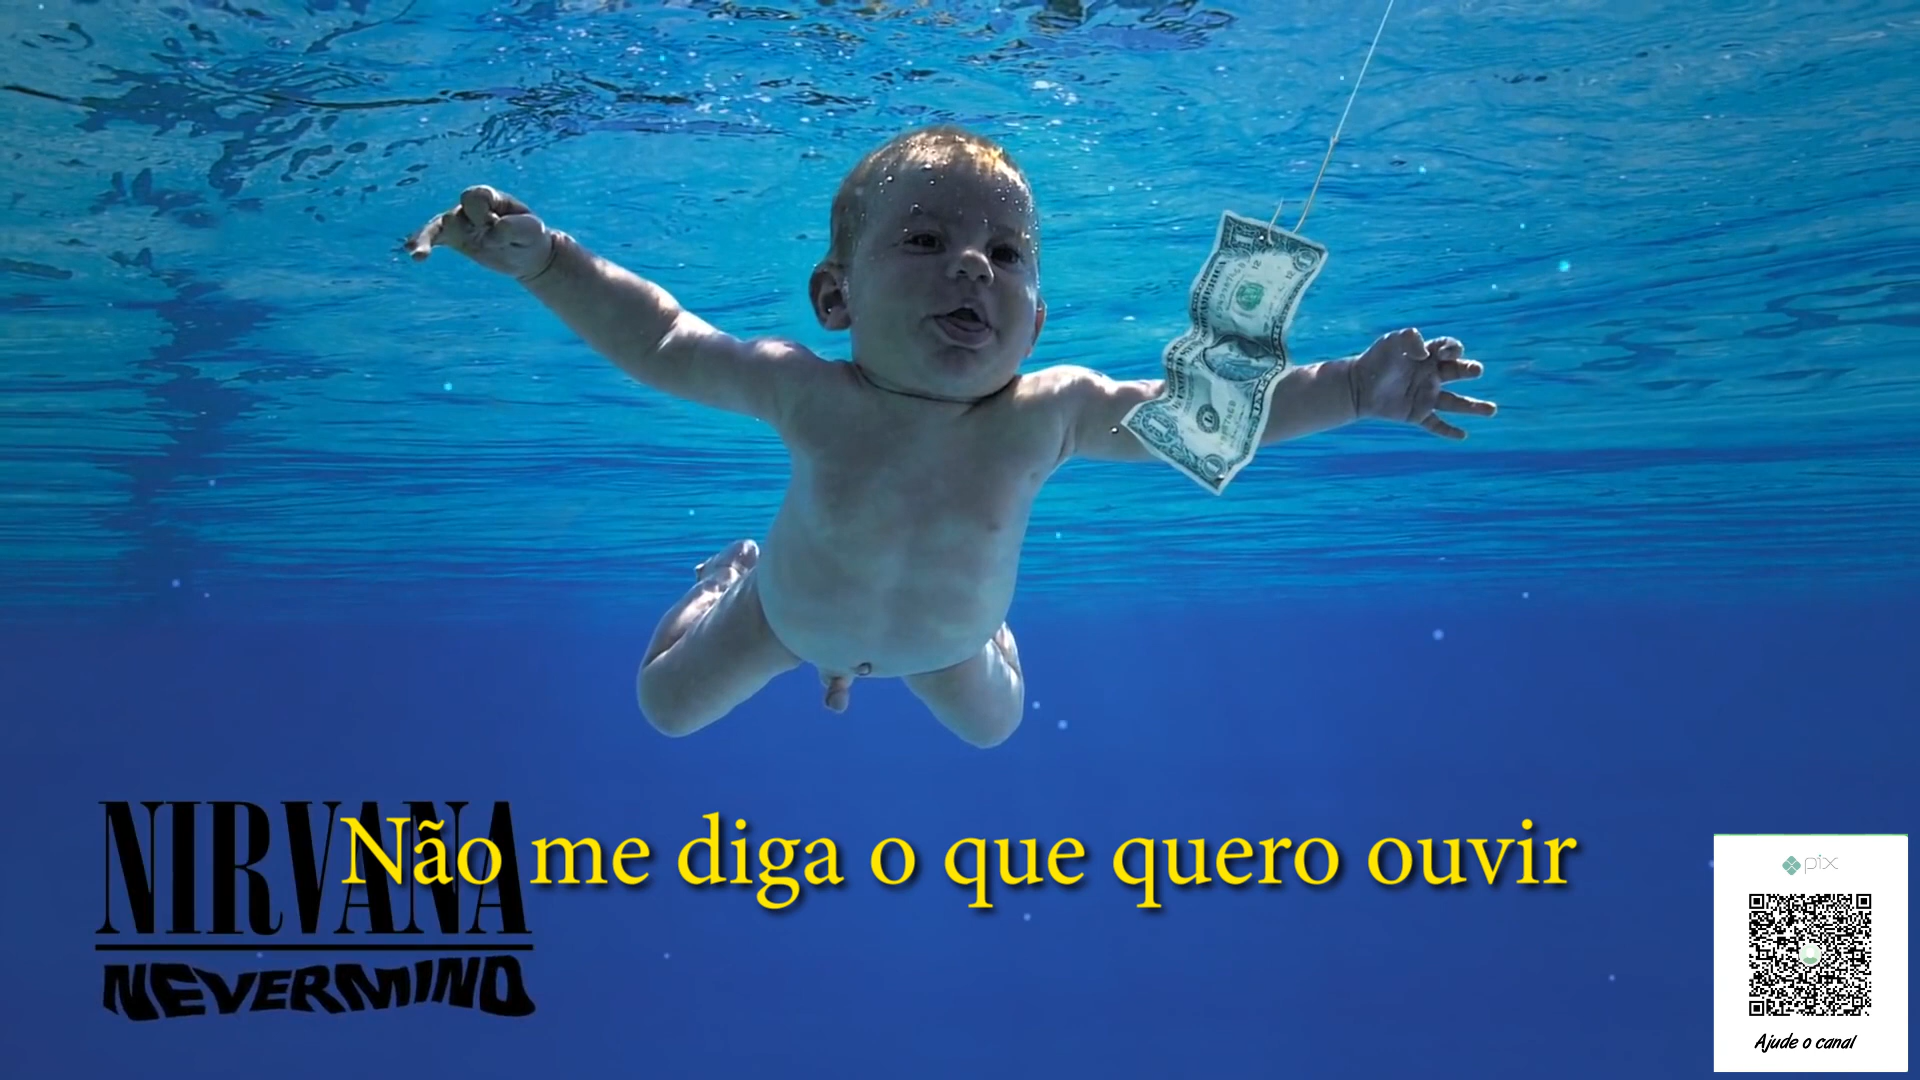 NIRVANA
NEVERMIND
Não me diga o que quero ouvir
pix
Ajude o canal